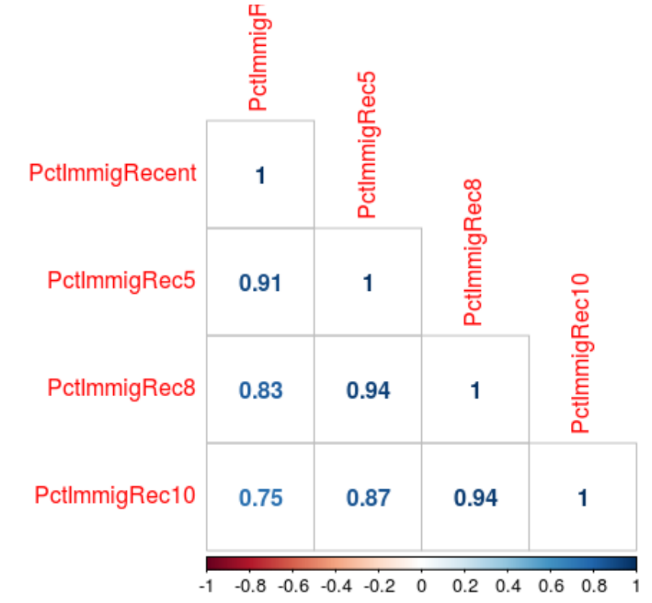 PctImmigR
PctImmigRec5
PctImmigRec8
PctImmigRec10
PctImmigRecent 1
PctImmigRec5 0.91 1
PctImmigRec8 0.83 0.94 1
PctImmigRec10 0.75 0.87 0.94 1
-1 -0.8 -0.6 -0.4 -0.2 0 0.2 0.4 0.6 0.8 1